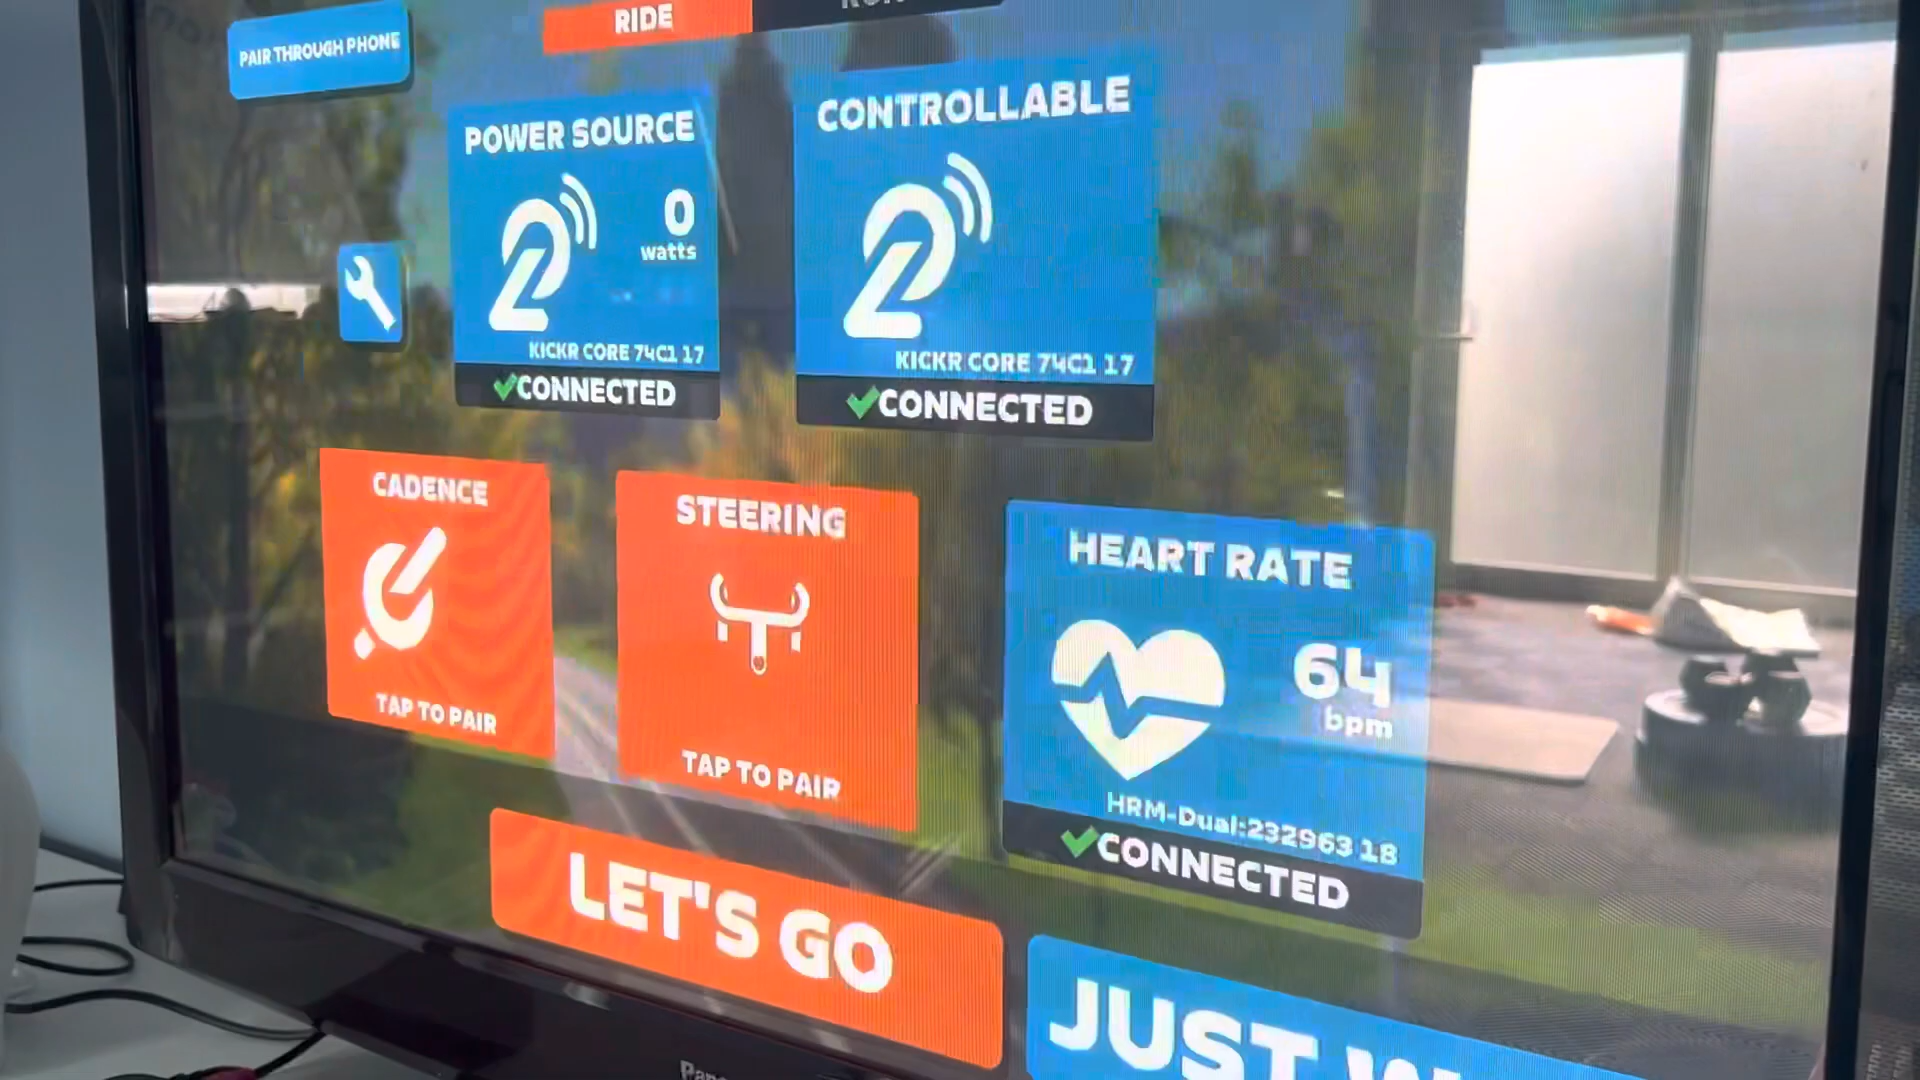 PAIR THROUGH PHONE
RIDE
POWER SOURCE
0
watts
KICKR CORE 74C1 17
CONNECTED
CONTROLLABLE
KICKR CORE 74C1 17
CONNECTED
CADENCE
TAP TO PAIR
STEERING
TAP TO PAIR
HEART RATE
64
bpm
HRM-Dual:232963 18
CONNECTED
LET'S GO
JUST